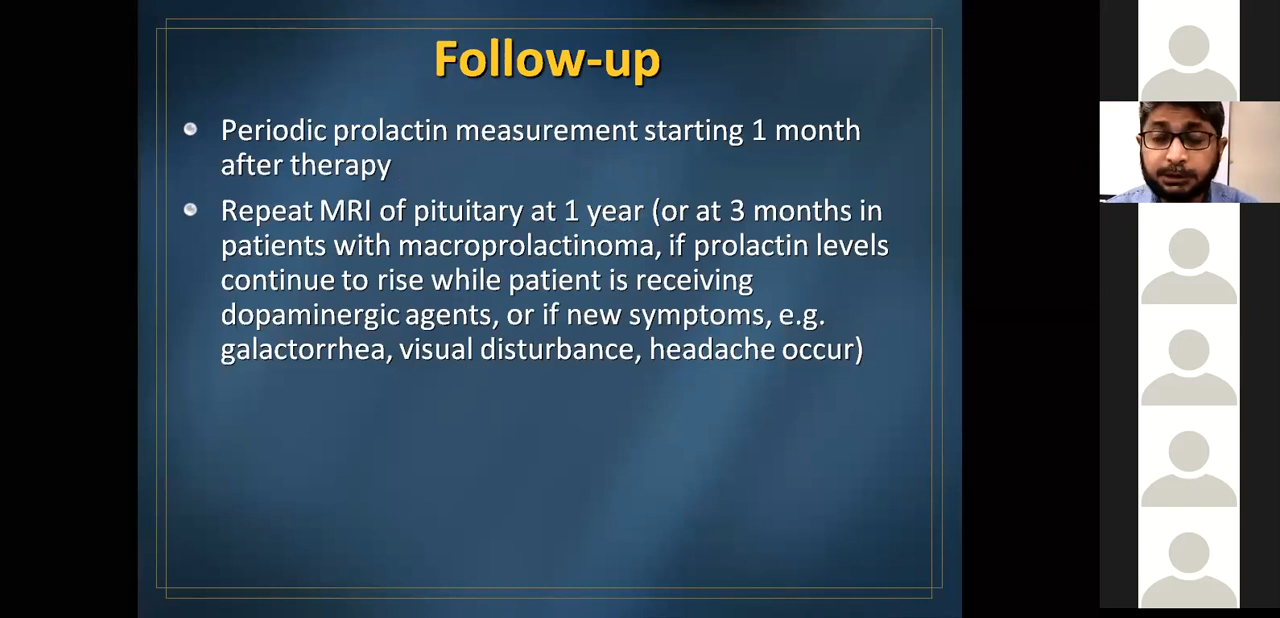 Follow-up
Periodic prolactin measurement starting 1 month
after therapy
Repeat MRI of pituitary at 1 year (or at 3 months in
patients with macroprolactinoma, if prolactin levels
continue to rise while patient is receiving
dopaminergic agents, or if new symptoms, e.g.
galactorrhea, visual disturbance, headache occur)